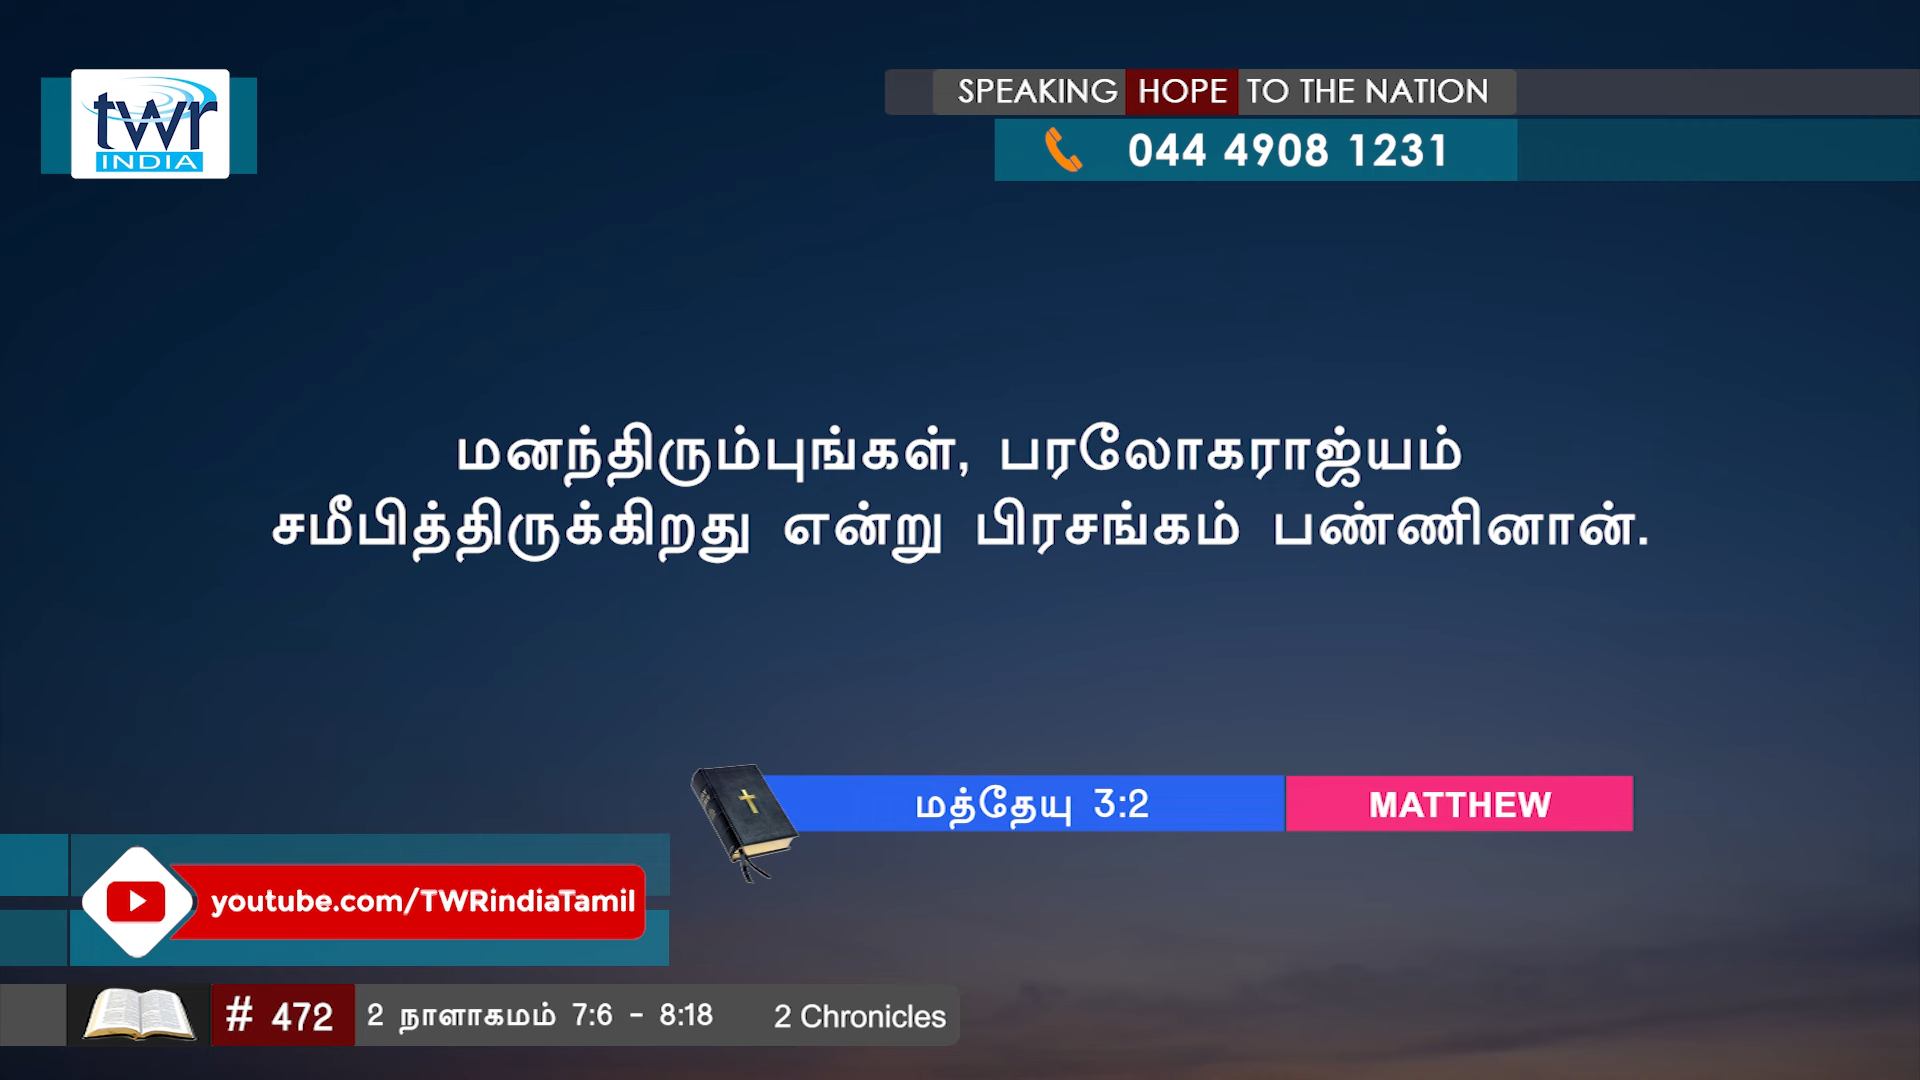 twr
INDIA
SPEAKING HOPE TO THE NATION
044 4908 1231
மனந்திரும்புங்கள், பரலோகராஜ்யம்
சமீபித்திருக்கிறது என்று பிரசங்கம் பண்ணினான்.
மத்தேயு 3:2 MATTHEW
youtube.com/TWRindiaTamil
# 472 2 நாளாகமம் 7:6 - 8:18 2 Chronicles